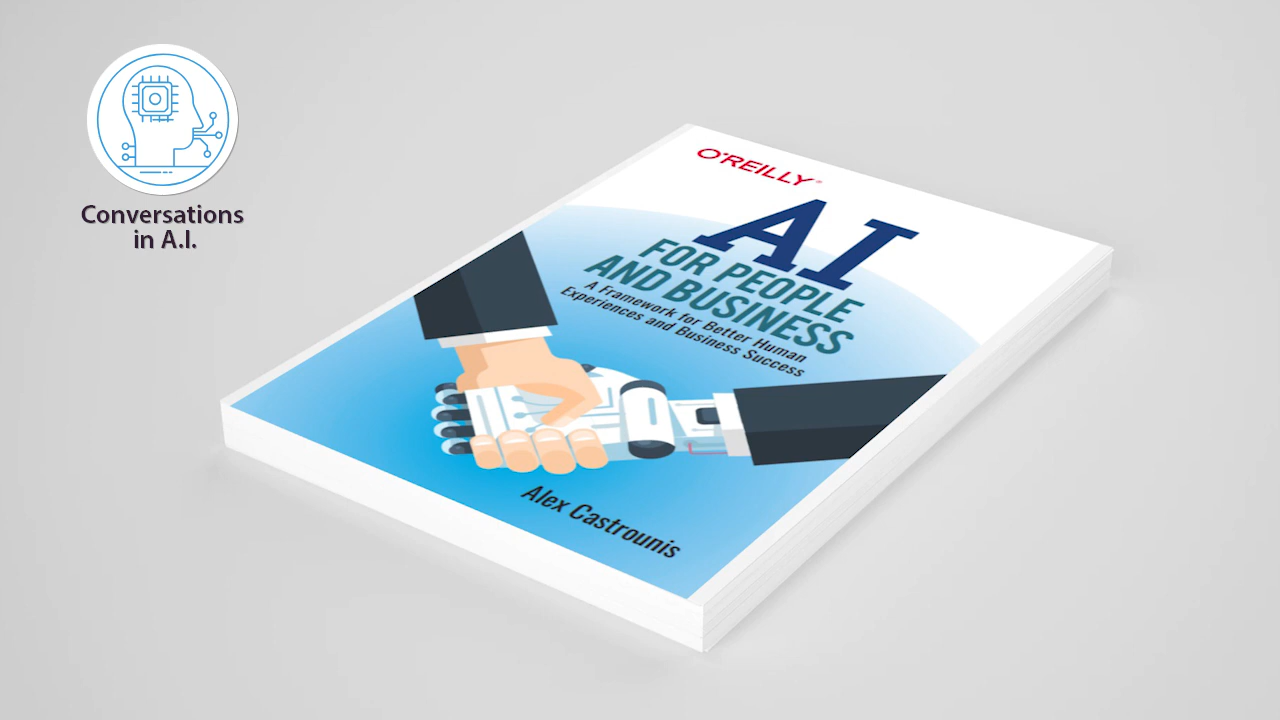 Conversations
in A.I.
O'REILLY®
AI
FOR PEOPLE
AND BUSINESS
A Framework for Better Human
Experiences and Business Success
Alex Castrounis